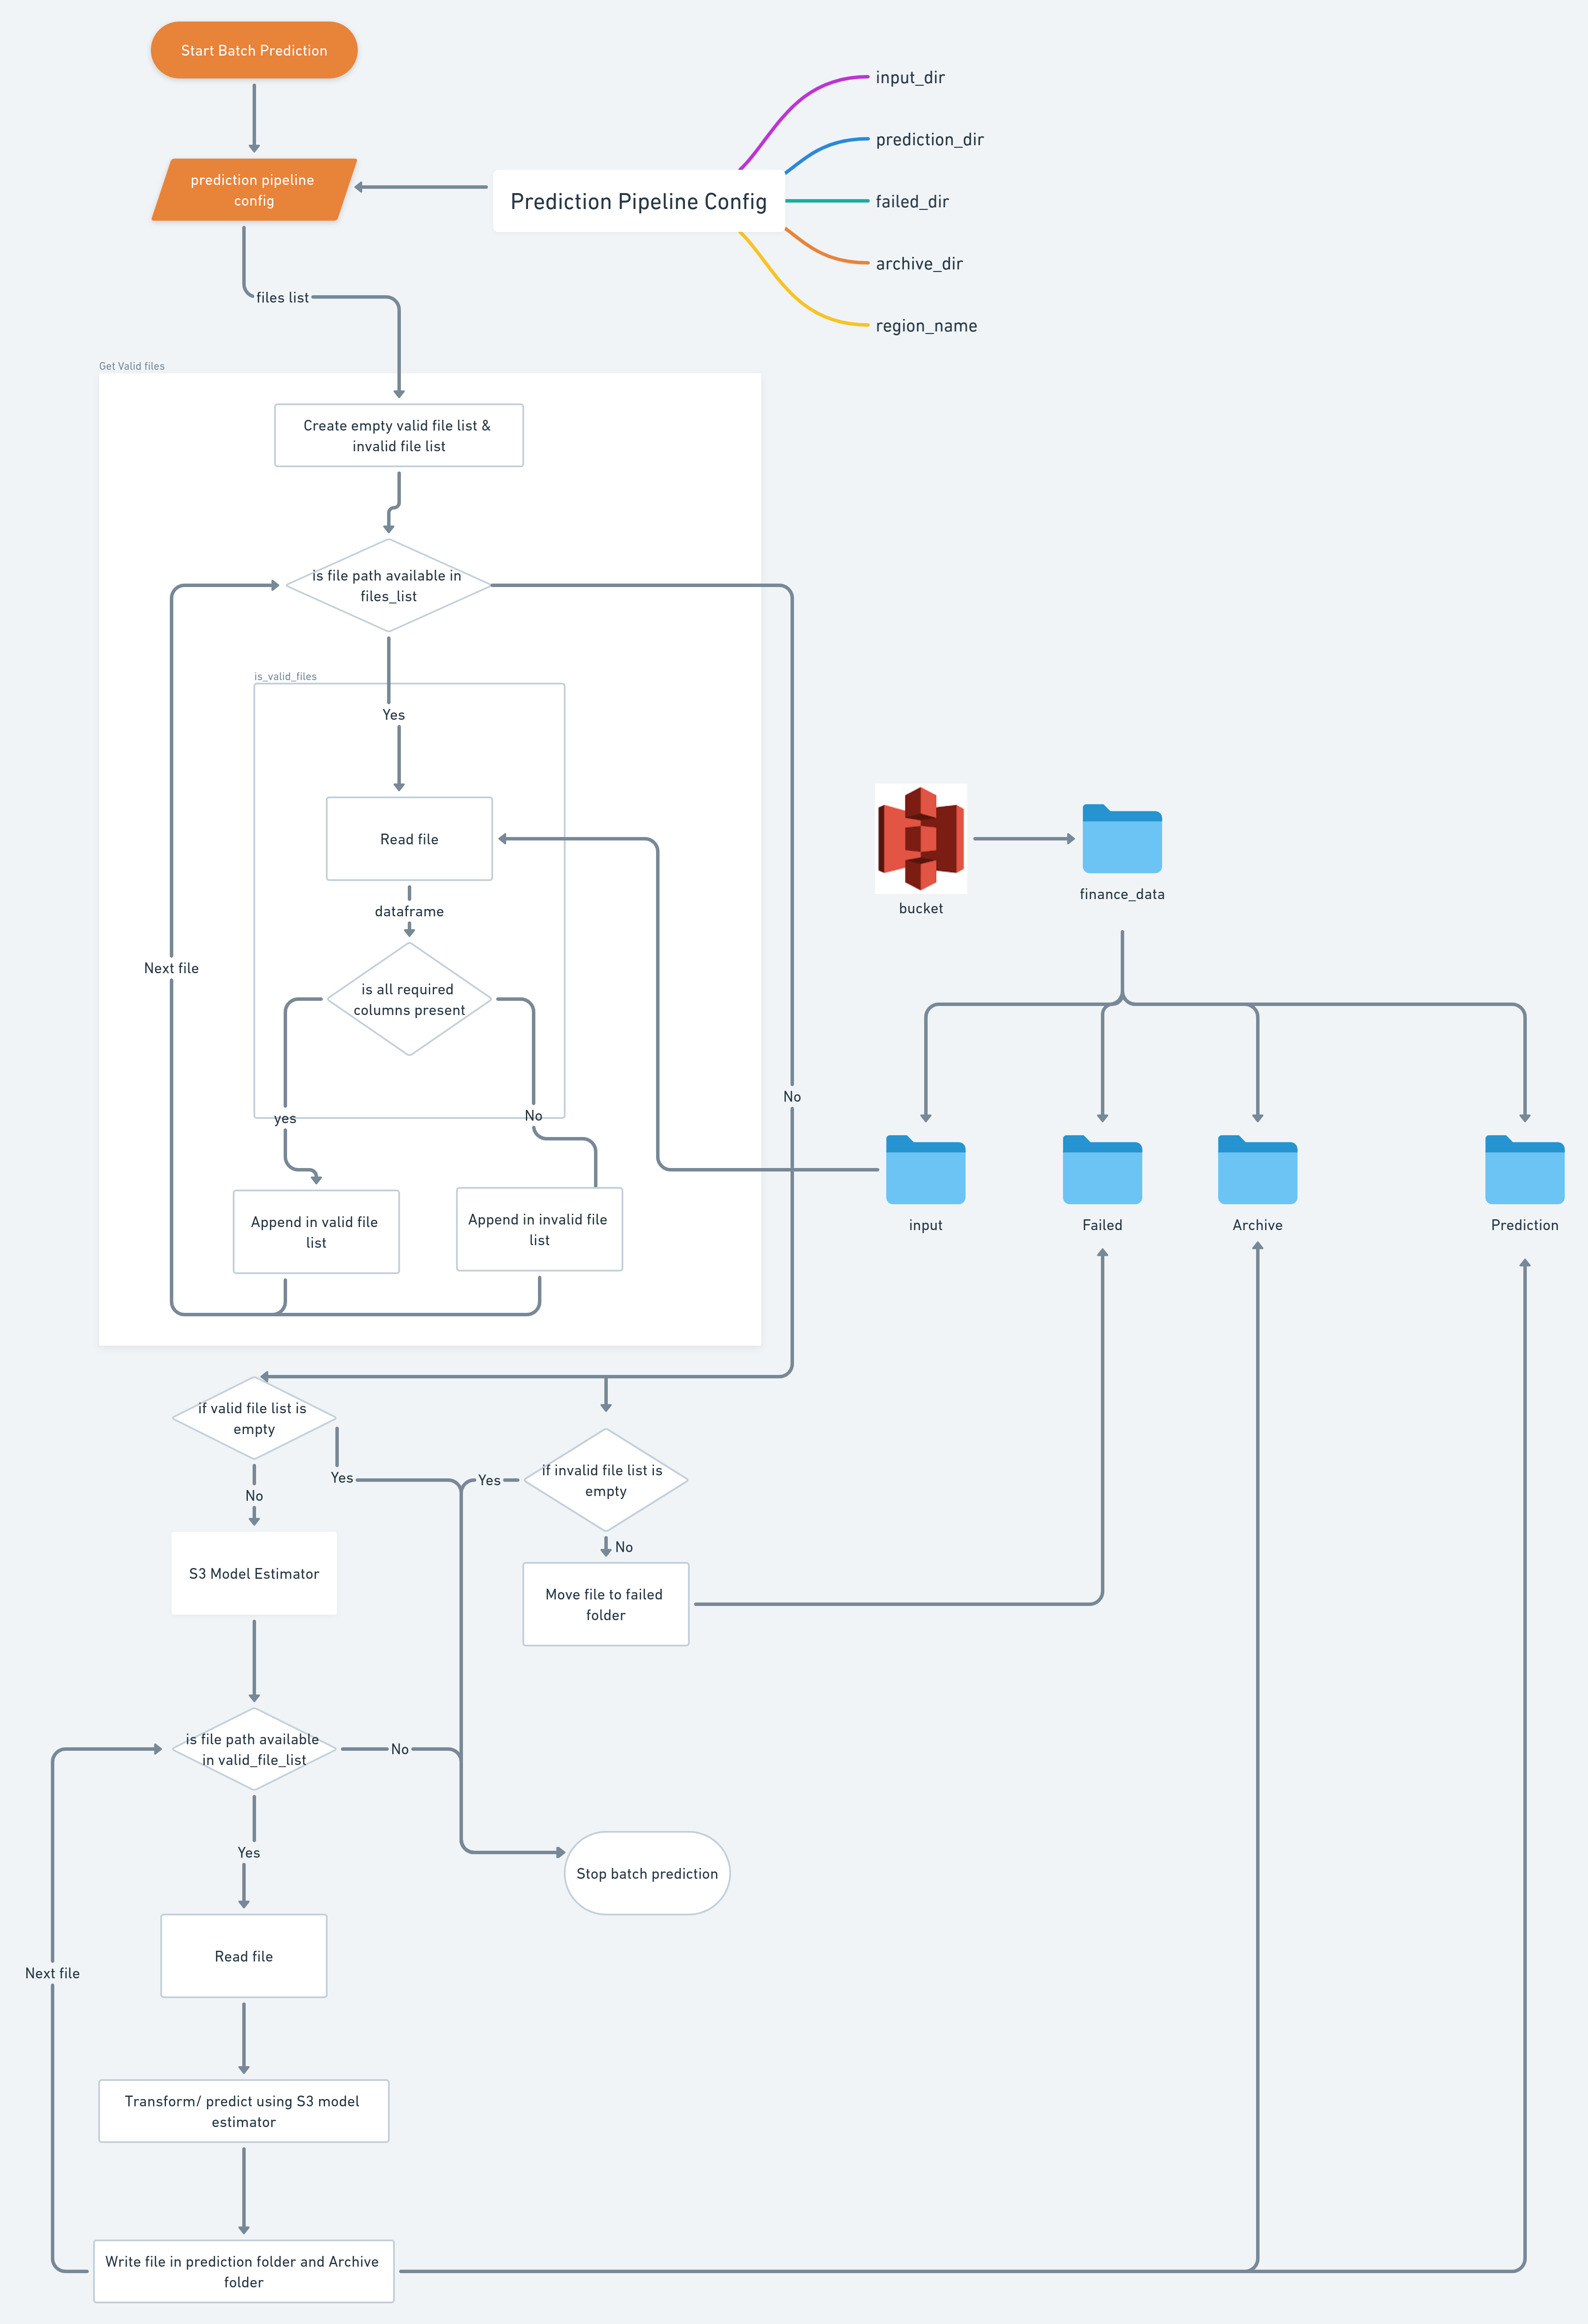 Start Batch Prediction
input_dir
prediction_dir
prediction pipeline
config
Prediction Pipeline Config
failed_dir
archive_dir
files list
region_name
Get Valid files
Create empty valid file list &
invalid file list
is file path available in
files_list
is_valid_files
Yes
Read file
dataframe
bucket
finance_data
Next file
is all required
columns present
No
yes
No
Append in valid file
list
Append in invalid file
list
input
Failed
Archive
Prediction
if valid file list is
empty
Yes
Yes
if invalid file list is
empty
No
No
S3 Model Estimator
Move file to failed
folder
is file path available
in valid_file_list
No
Yes
Stop batch prediction
Read file
Next file
Transform/ predict using S3 model
estimator
Write file in prediction folder and Archive
folder